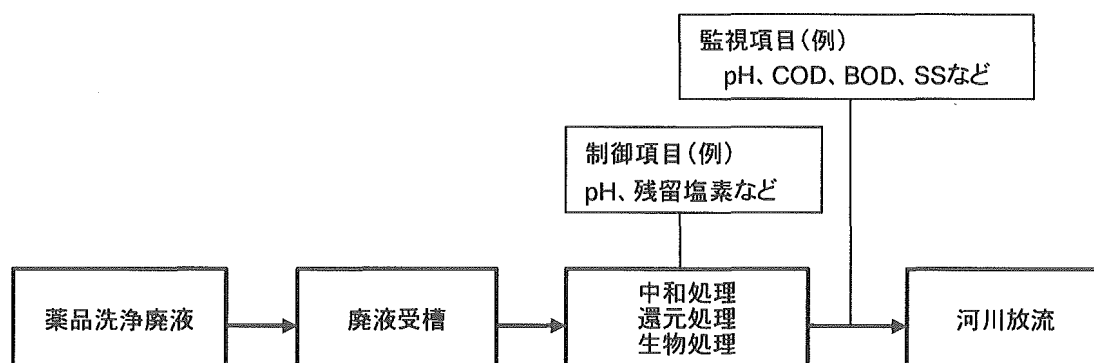 監視項目(例)
pH、COD、BOD、SSなど
制御項目(例)
pH、残留塩素など
薬品洗浄廃液
廃液受槽
中和処理
還元処理
生物処理
河川放流